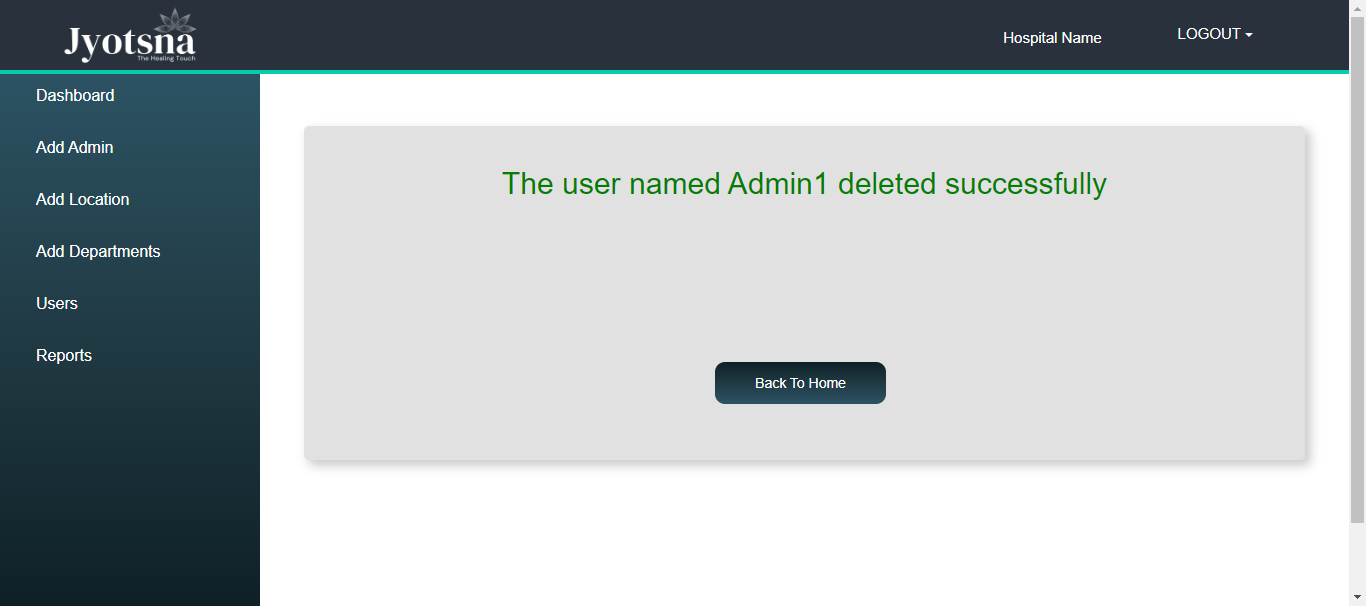 Jyotsna
The Healing Touch
Hospital Name
LOGOUT
Dashboard
Add Admin
Add Location
Add Departments
Users
Reports
The user named Admin1 deleted successfully
Back To Home